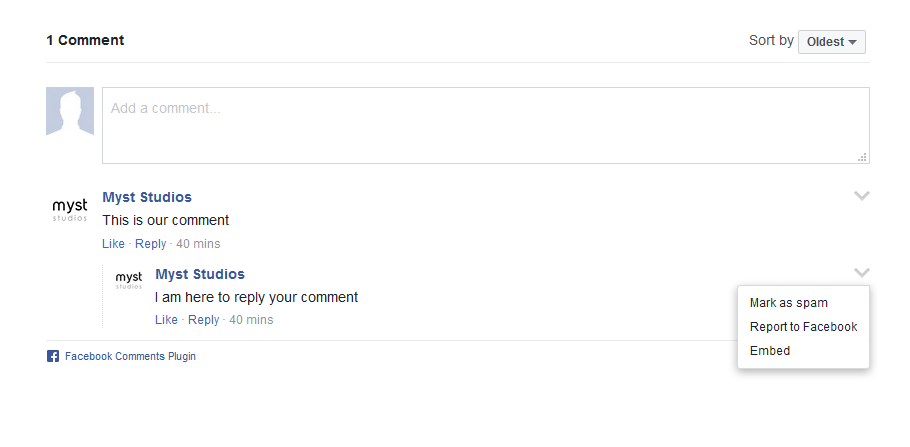 1 Comment
Sort by Oldest
Add a comment...
myst
studios
Myst Studios
This is our comment
Like · Reply · 40 mins
myst
studios
Myst Studios
I am here to reply your comment
Like · Reply · 40 mins
Mark as spam
Report to Facebook
Embed
Facebook Comments Plugin